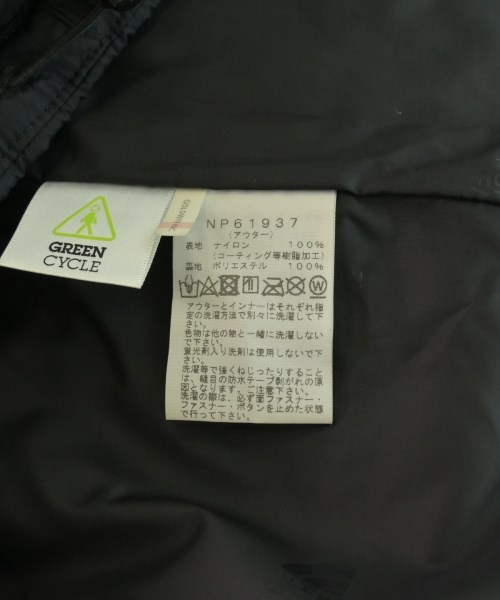 GREEN
CYCLE
GOLDWIN INC.
NP61937
(アウター)
表地 ナイロン 100%
(コーティング等樹脂加工)
裏地 ポリエステル 100%
アウターとインナーはそれぞれ指
定の洗濯方法で別々に洗濯して下
さい。
色物は他の物と一緒に洗濯しない
で下さい。
蛍光剤入り洗剤は使用しないで下
さい。
洗濯等で強くねじったりすること
は、縫目の防水テープ剥がれの原
因となります。ご注意下さい。
洗濯の際は、必ず面ファスナー・
ファスナー・ボタンを止めた状態
で行って下さい。